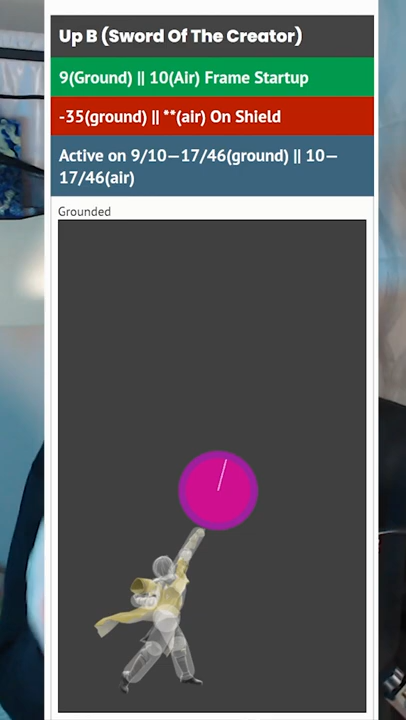 Up B (Sword Of The Creator)
9(Ground) || 10(Air) Frame Startup
-35(ground) || **(air) On Shield
Active on 9/10—17/46(ground) || 10—
17/46(air)
Grounded